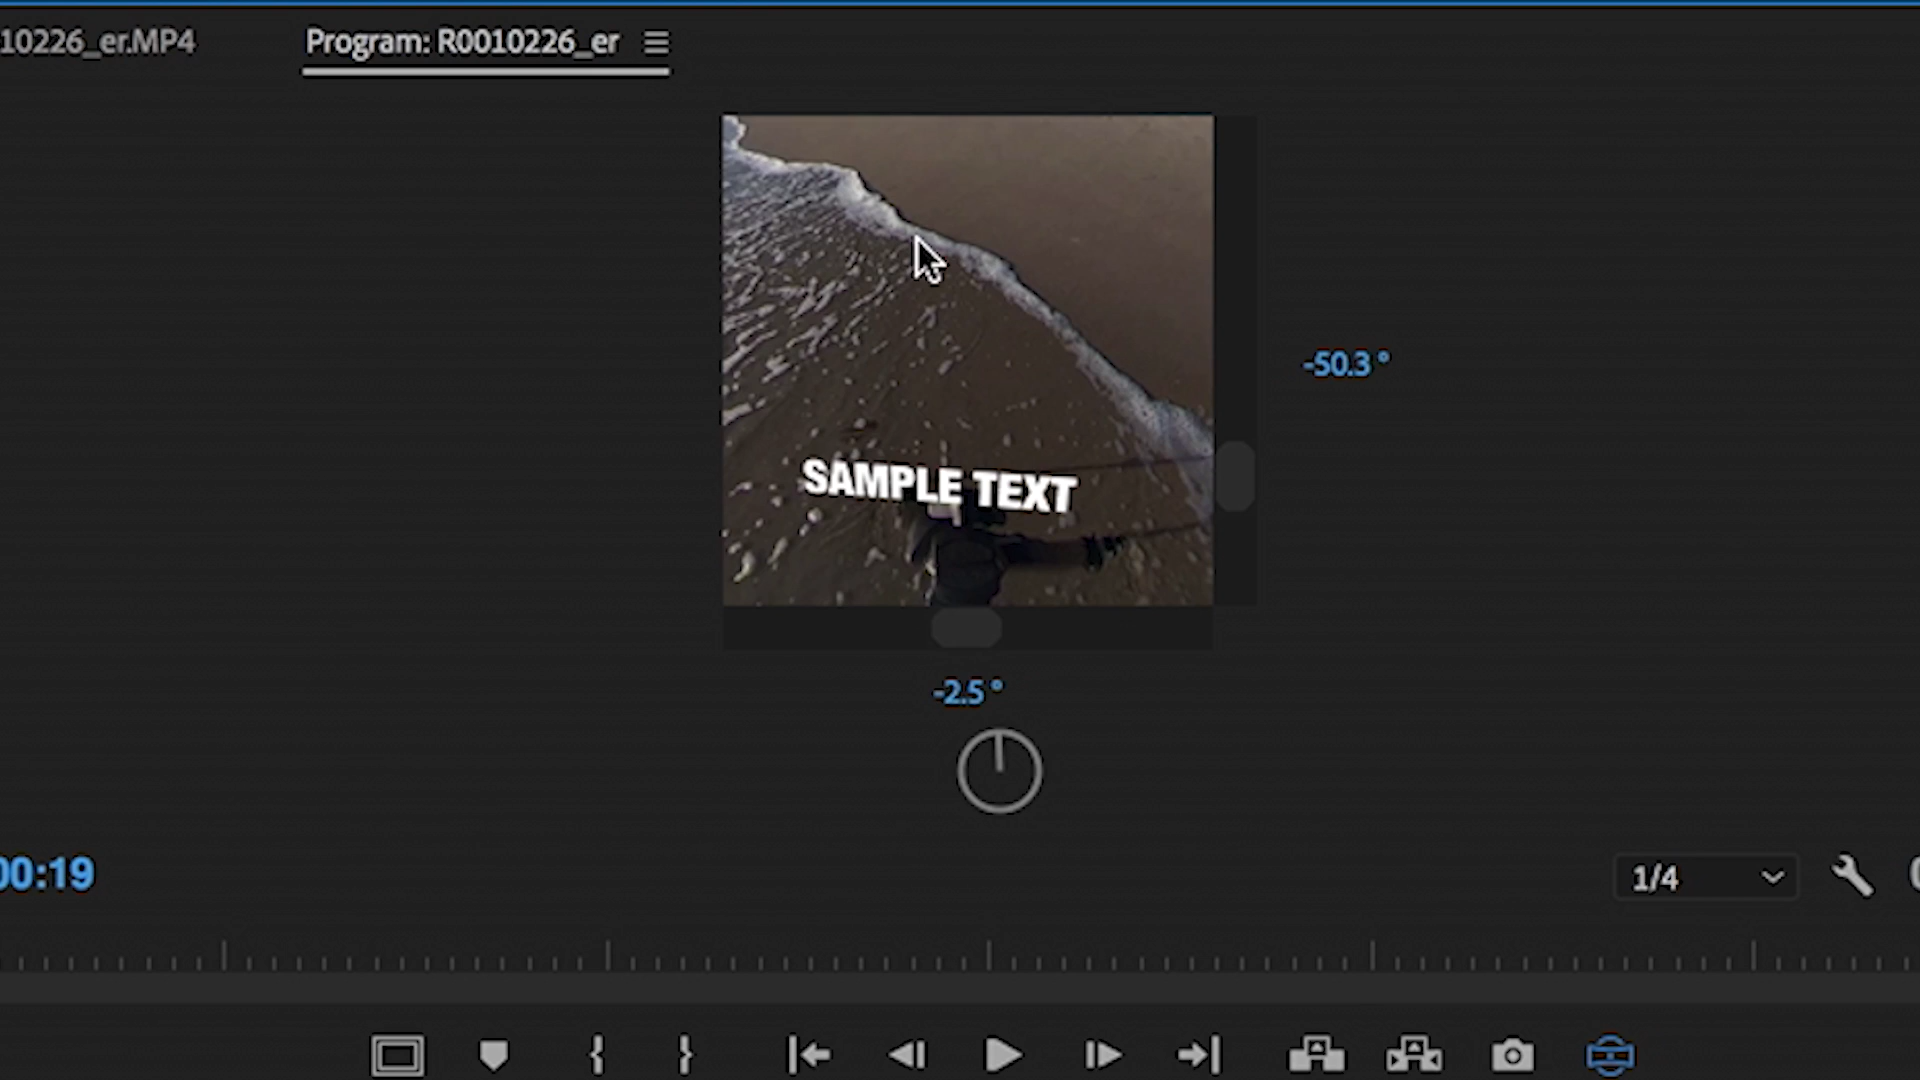 10226_er.MP4
Program: R0010226_er
SAMPLE TEXT
-50.3°
-2.5°
00:19
1/4